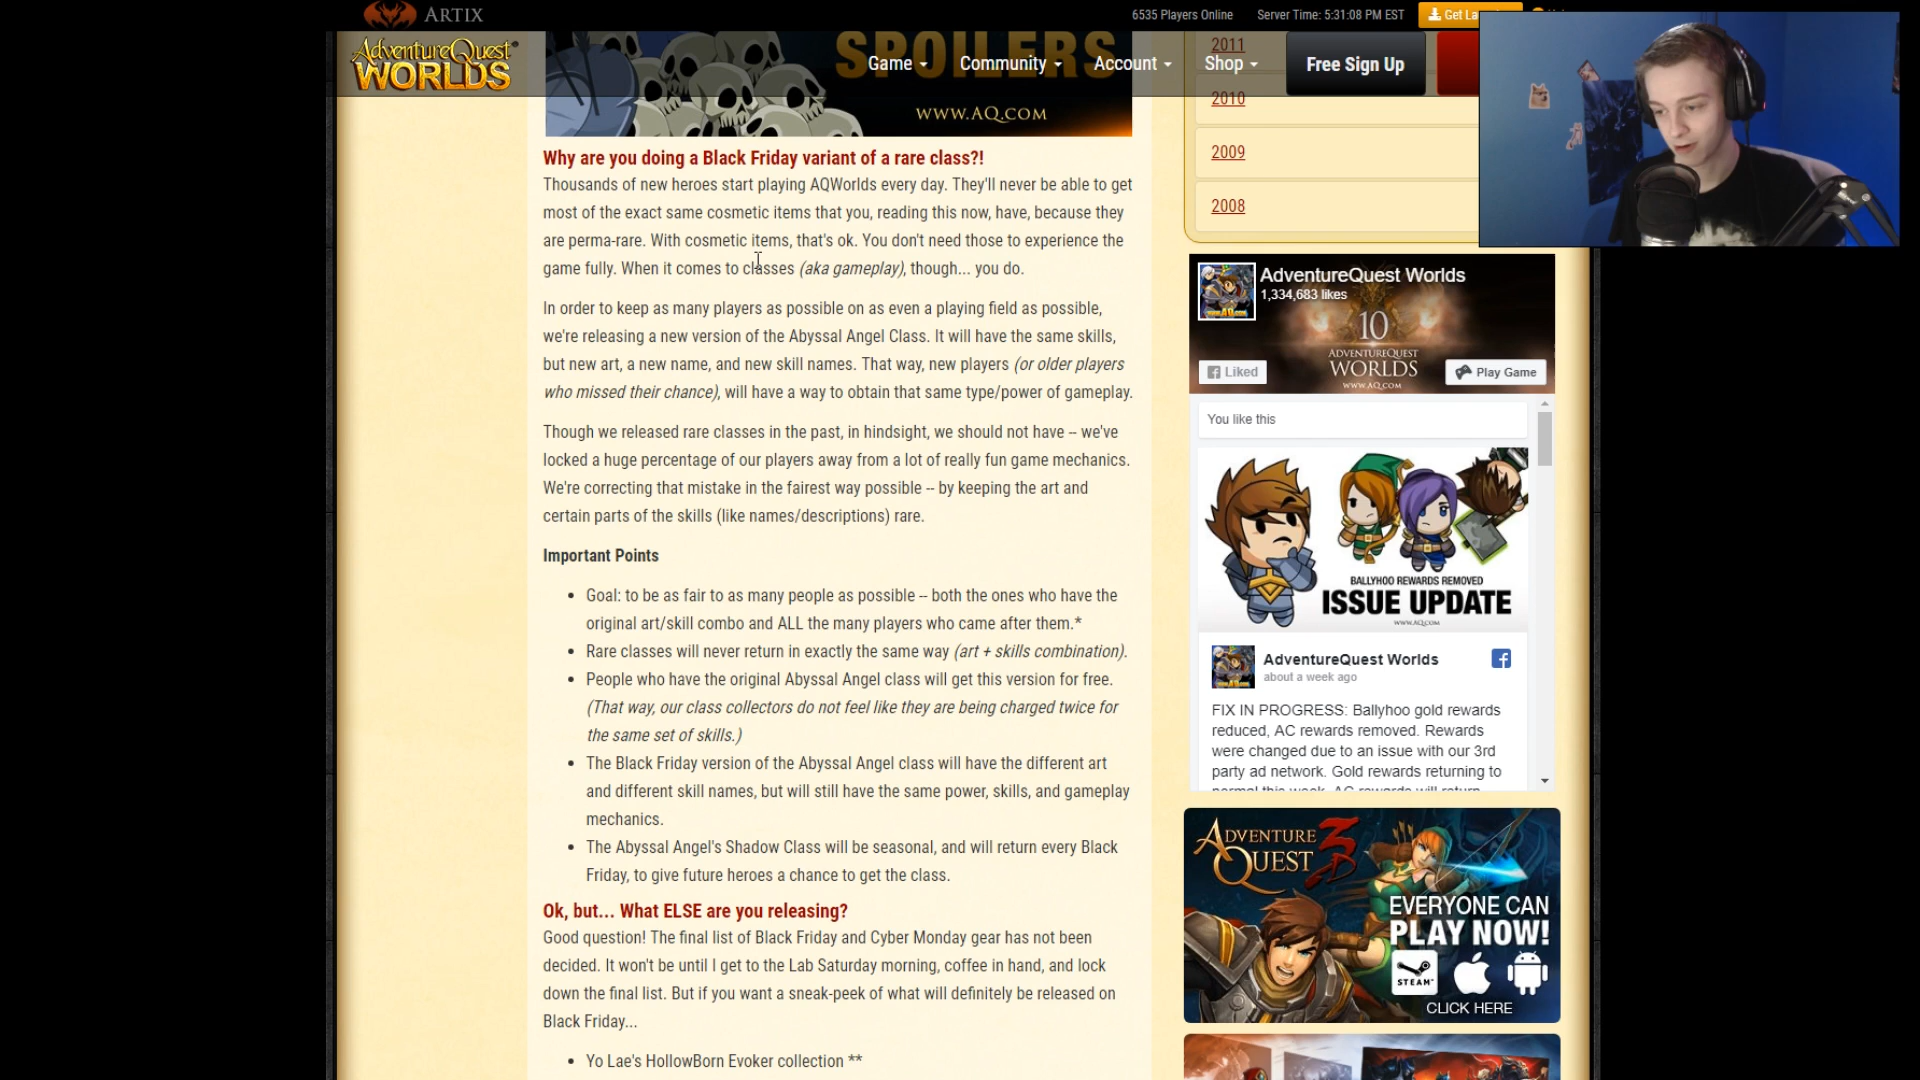 ARTIX
6535 Players Online
Server Time: 5:31:08 PM EST
AdventureQuest
WORLDS
Game
Community
Account
Shop
Free Sign Up
SPOILERS
WWW.AQ.COM
Why are you doing a Black Friday variant of a rare class?!
Thousands of new heroes start playing AQWorlds every day. They'll never be able to get
most of the exact same cosmetic items that you, reading this now, have, because they
are perma-rare. With cosmetic items, that's ok. You don't need those to experience the
game fully. When it comes to classes (aka gameplay), though... you do.
In order to keep as many players as possible on as even a playing field as possible,
we're releasing a new version of the Abyssal Angel Class. It will have the same skills,
but new art, a new name, and new skill names. That way, new players (or older players
who missed their chance), will have a way to obtain that same type/power of gameplay.
Though we released rare classes in the past, in hindsight, we should not have -- we've
locked a huge percentage of our players away from a lot of really fun game mechanics.
We're correcting that mistake in the fairest way possible -- by keeping the art and
certain parts of the skills (like names/descriptions) rare.
Important Points
• Goal: to be as fair to as many people as possible -- both the ones who have the
original art/skill combo and ALL the many players who came after them.*
• Rare classes will never return in exactly the same way (art + skills combination).
• People who have the original Abyssal Angel class will get this version for free.
(That way, our class collectors do not feel like they are being charged twice for
the same set of skills.)
• The Black Friday version of the Abyssal Angel class will have the different art
and different skill names, but will still have the same power, skills, and gameplay
mechanics.
• The Abyssal Angel's Shadow Class will be seasonal, and will return every Black
Friday, to give future heroes a chance to get the class.
Ok, but... What ELSE are you releasing?
Good question! The final list of Black Friday and Cyber Monday gear has not been
decided. It won't be until I get to the Lab Saturday morning, coffee in hand, and lock
down the final list. But if you want a sneak-peek of what will definitely be released on
Black Friday...
• Yo Lae's HollowBorn Evoker collection **
2011
2010
2009
2008
AdventureQuest Worlds
1,334,683 likes
10
ADVENTUREQUEST
WORLDS
WWW.AQ.COM
Liked
Play Game
You like this
BALLYHOO REWARDS REMOVED
ISSUE UPDATE
WWW.AQ.COM
AdventureQuest Worlds
about a week ago
FIX IN PROGRESS: Ballyhoo gold rewards
reduced, AC rewards removed. Rewards
were changed due to an issue with our 3rd
party ad network. Gold rewards returning to
normal this week. AC rewards will return
ADVENTURE
QUEST 3D
EVERYONE CAN
PLAY NOW!
STEAM
CLICK HERE